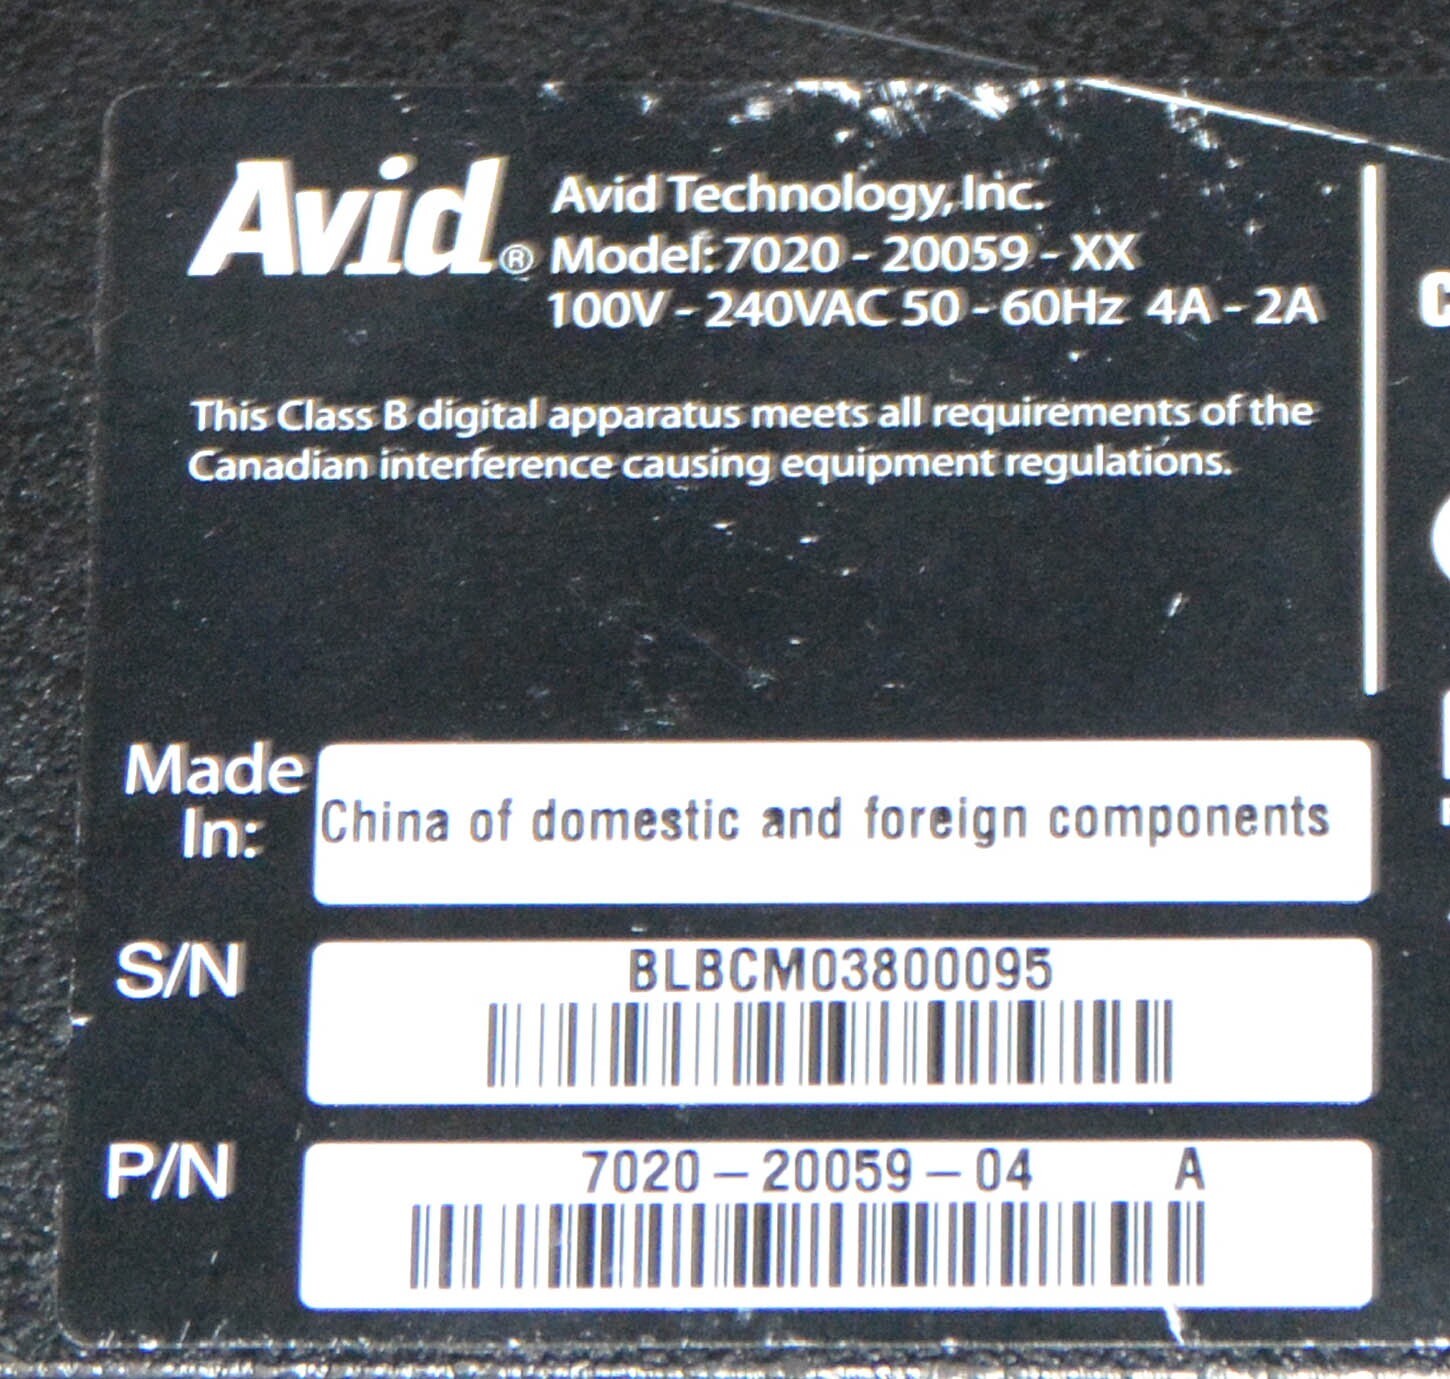 Avid®
Avid Technology, Inc.
Model: 7020 - 20059 - XX
100V - 240VAC 50 - 60Hz 4A - 2A
This Class B digital apparatus meets all requirements of the
Canadian interference causing equipment regulations.
Made In:
China of domestic and foreign components
S/N
BLBCM03800095
P/N
7020 – 20059 – 04 A